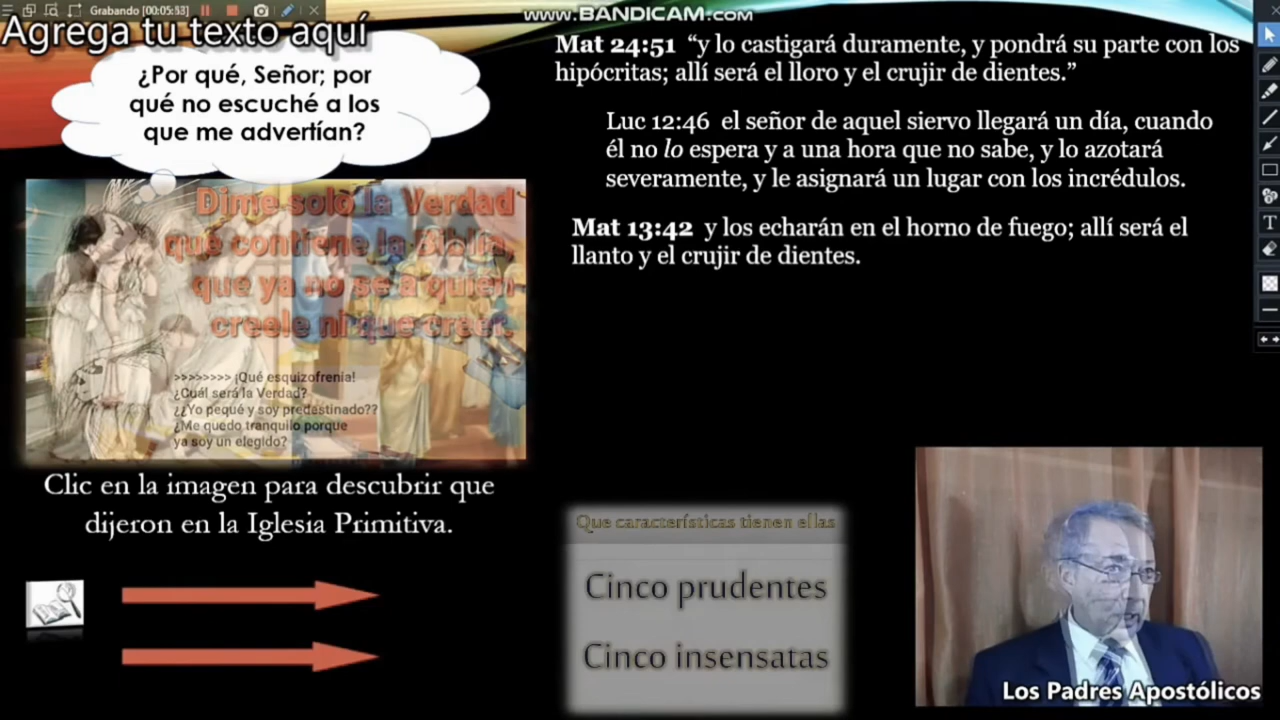 Grabando [00:05:53]
www.BANDICAM.com
Agrega tu texto aquí
¿Por qué, Señor; por
qué no escuché a los
que me advertían?
Mat 24:51 “y lo castigará duramente, y pondrá su parte con los
hipócritas; allí será el lloro y el crujir de dientes.”
Luc 12:46 el señor de aquel siervo llegará un día, cuando
él no lo espera y a una hora que no sabe, y lo azotará
severamente, y le asignará un lugar con los incrédulos.
Mat 13:42 y los echarán en el horno de fuego; allí será el
llanto y el crujir de dientes.
Dime solo la Verdad
que contiene la Biblia,
que ya no se a quien
creele ni que creer.
>>>>>>>> ¡Qué esquizofrenia!
¿Cuál será la Verdad?
¿¿Yo pequé y soy predestinado??
¿Me quedo tranquilo porque
ya soy un elegido?
Clic en la imagen para descubrir que
dijeron en la Iglesia Primitiva.
Que características tienen ellas
Cinco prudentes
Cinco insensatas
Los Padres Apostólicos